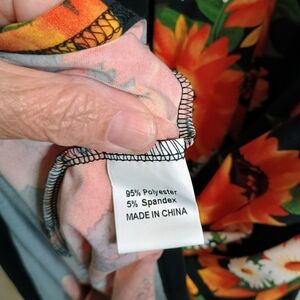 95% Polyester
5% Spandex
MADE IN CHINA